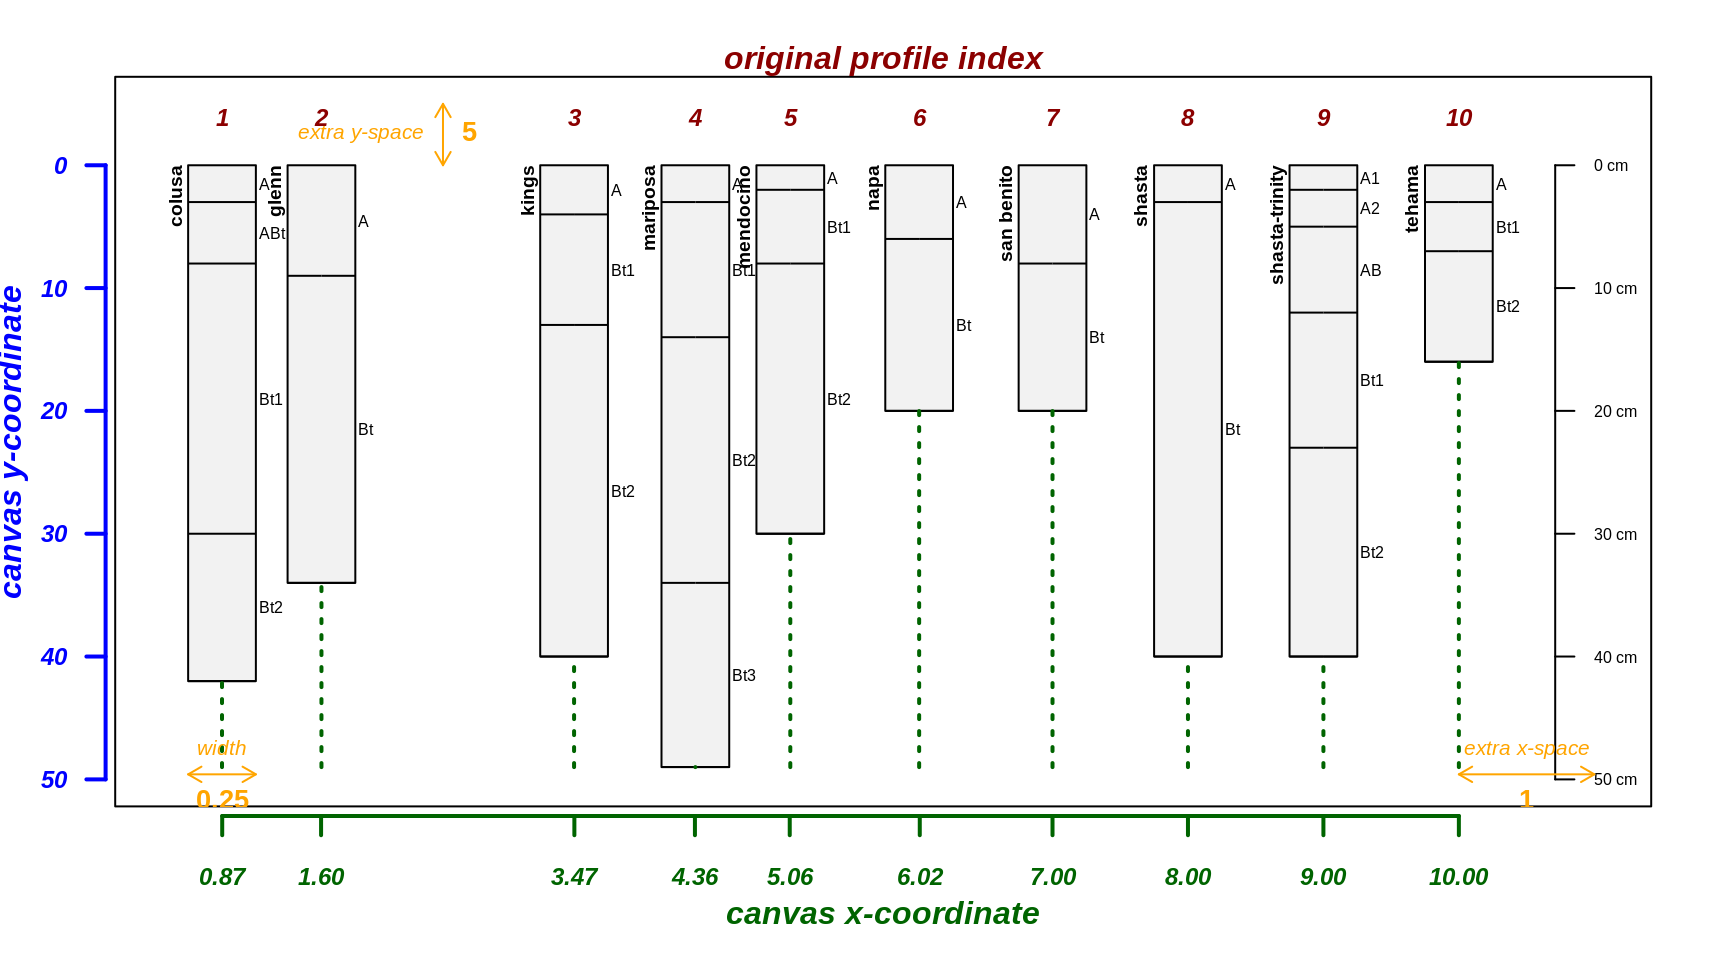 original profile index
1 2 3 4 5 6 7 8 9 10
extra y-space 5
canvas y-coordinate
0
10
20
30
40
50
colusa
A
ABt
Bt1
Bt2
glenn
A
Bt
kings
A
Bt1
Bt2
mariposa
A
Bt1
Bt2
Bt3
mendocino
A
Bt1
Bt2
napa
A
Bt
san benito
A
Bt
shasta
A
Bt
shasta-trinity
A1
A2
AB
Bt1
Bt2
tehama
A
Bt1
Bt2
0 cm
10 cm
20 cm
30 cm
40 cm
50 cm
width
0.25
extra x-space
1
0.87 1.60 3.47 4.36 5.06 6.02 7.00 8.00 9.00 10.00
canvas x-coordinate